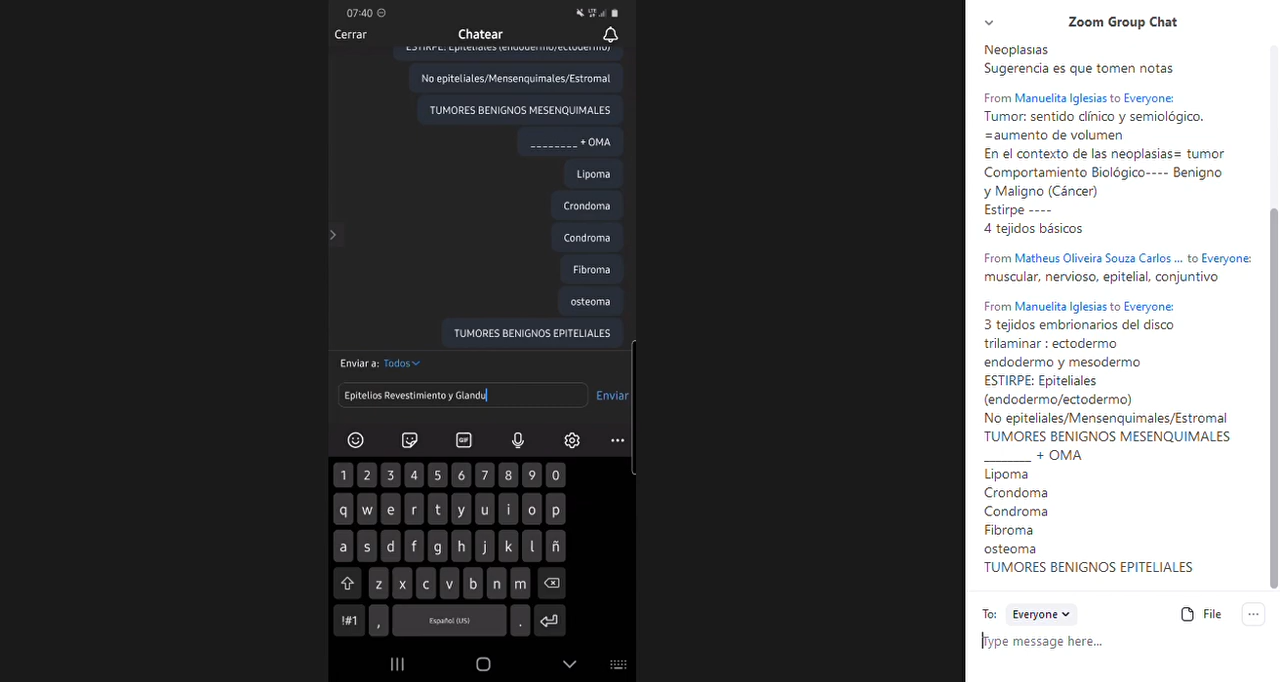 07:40
LTE
Cerrar
Chatear
ESTIRPE: Epiteliales (endodermo/ectodermo)
No epiteliales/Mensenquimales/Estromal
TUMORES BENIGNOS MESENQUIMALES
________ + OMA
Lipoma
Crondoma
Condroma
Fibroma
osteoma
TUMORES BENIGNOS EPITELIALES
Enviar a: Todos
Epitelios Revestimiento y Glandu
Enviar
GIF
1 2 3 4 5 6 7 8 9 0
q w e r t y u i o p
a s d f g h j k l ñ
z x c v b n m
!#1 , Español (US) .
Zoom Group Chat
Neoplasias
Sugerencia es que tomen notas
From Manuelita Iglesias to Everyone:
Tumor: sentido clínico y semiológico.
=aumento de volumen
En el contexto de las neoplasias= tumor
Comportamiento Biológico---- Benigno
y Maligno (Cáncer)
Estirpe ----
4 tejidos básicos
From Matheus Oliveira Souza Carlos ... to Everyone:
muscular, nervioso, epitelial, conjuntivo
From Manuelita Iglesias to Everyone:
3 tejidos embrionarios del disco
trilaminar : ectodermo
endodermo y mesodermo
ESTIRPE: Epiteliales
(endodermo/ectodermo)
No epiteliales/Mensenquimales/Estromal
TUMORES BENIGNOS MESENQUIMALES
________ + OMA
Lipoma
Crondoma
Condroma
Fibroma
osteoma
TUMORES BENIGNOS EPITELIALES
To: Everyone
File
...
Type message here...